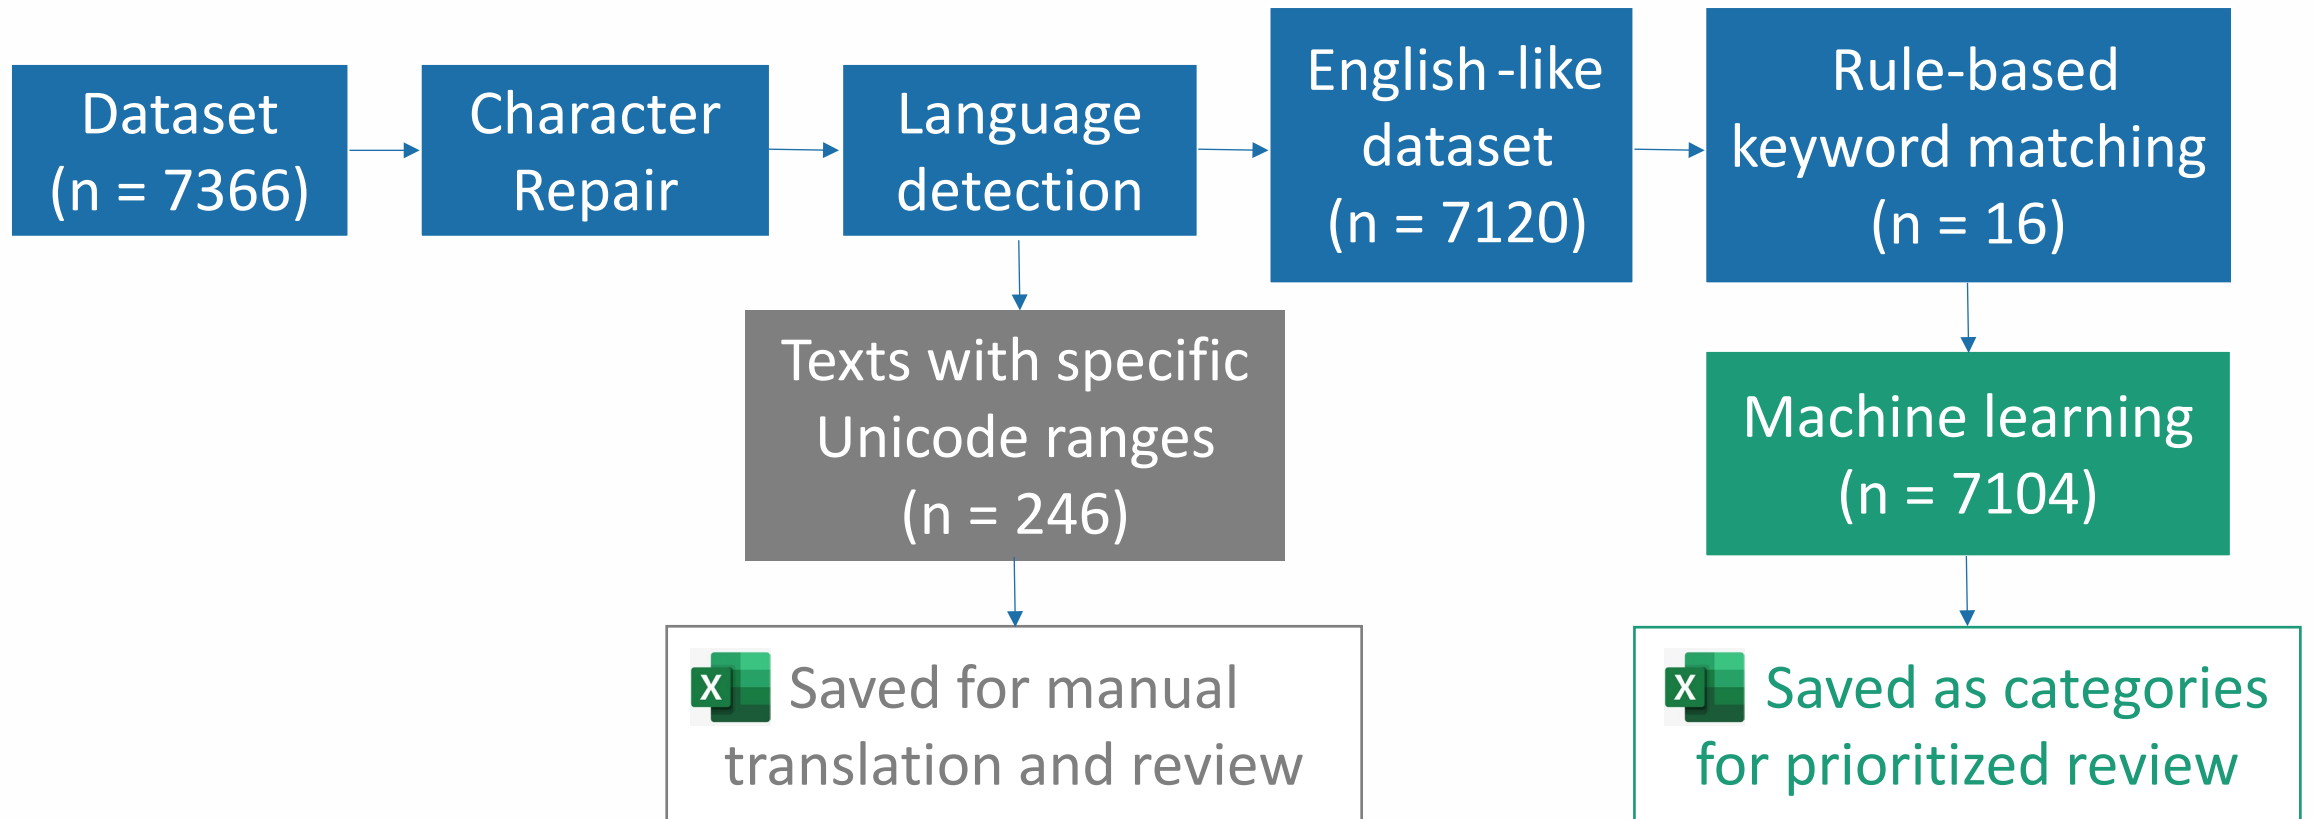 Dataset
(n = 7366)
Character
Repair
Language
detection
English-like
dataset
(n = 7120)
Rule-based
keyword matching
(n = 16)
Texts with specific
Unicode ranges
(n = 246)
Machine learning
(n = 7104)
X
Saved for manual
translation and review
X
Saved as categories
for prioritized review